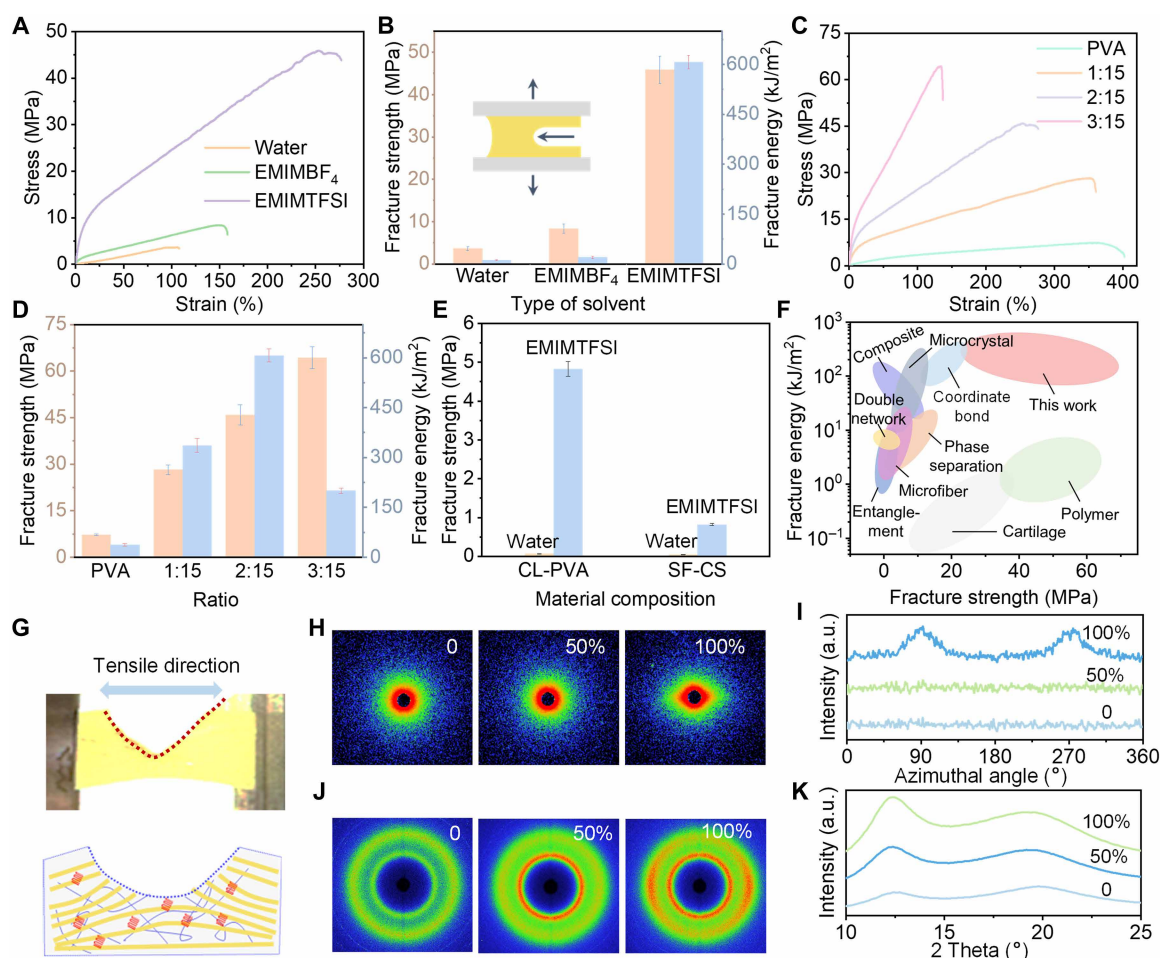 A
Stress (MPa)
50
40
30
20
10
0
Water
EMIMBF₄
EMIMTFSI
0 50 100 150 200 250 300
Strain (%)
B
Fracture strength (MPa)
50
40
30
20
10
0
Water EMIMBF₄ EMIMTFSI
Type of solvent
600
450
300
150
0
Fracture energy (kJ/m²)
C
Stress (MPa)
75
60
45
30
15
0
PVA
1:15
2:15
3:15
0 100 200 300 400
Strain (%)
D
Fracture strength (MPa)
75
60
45
30
15
0
PVA 1:15 2:15 3:15
Ratio
600
450
300
150
0
Fracture energy (kJ/m²)
E
Fracture strength (MPa)
6
5
4
3
2
1
0
EMIMTFSI
EMIMTFSI
Water
Water
CL-PVA SF-CS
Material composition
F
Fracture energy (kJ/m²)
10³
10²
10¹
10⁰
10⁻¹
Composite
Microcrystal
Double
network
Coordinate
bond
This work
Phase
separation
Microfiber
Entangle-
ment
Polymer
Cartilage
0 20 40 60
Fracture strength (MPa)
G
Tensile direction
H
0
50%
100%
I
Intensity (a.u.)
100%
50%
0
0 90 180 270 360
Azimuthal angle (°)
J
0
50%
100%
K
Intensity (a.u.)
100%
50%
0
10 15 20 25
2 Theta (°)